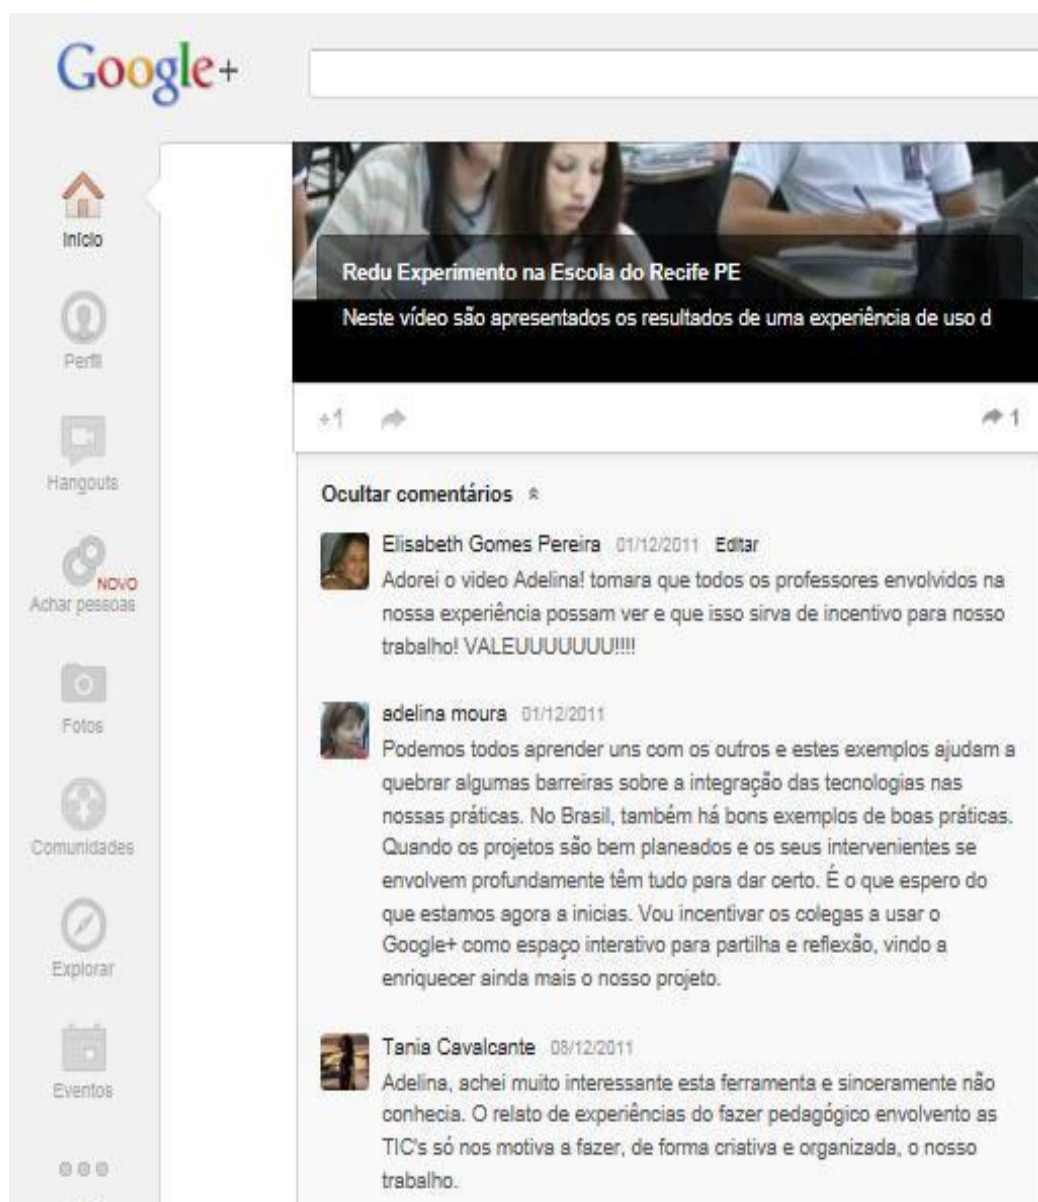 Google+
Início
Perfil
Hangouts
NOVO
Achar pessoas
Fotos
Comunidades
Explorar
Eventos
Redu Experimento na Escola do Recife PE
Neste vídeo são apresentados os resultados de uma experiência de uso d
+1
1
Ocultar comentários
Elisabeth Gomes Pereira 01/12/2011 Editar
Adorei o video Adelina! tomara que todos os professores envolvidos na
nossa experiência possam ver e que isso sirva de incentivo para nosso
trabalho! VALEUUUUUUU!!!!
adelina moura 01/12/2011
Podemos todos aprender uns com os outros e estes exemplos ajudam a
quebrar algumas barreiras sobre a integração das tecnologias nas
nossas práticas. No Brasil, também há bons exemplos de boas práticas.
Quando os projetos são bem planeados e os seus intervenientes se
envolvem profundamente têm tudo para dar certo. É o que espero do
que estamos agora a inicias. Vou incentivar os colegas a usar o
Google+ como espaço interativo para partilha e reflexão, vindo a
enriquecer ainda mais o nosso projeto.
Tania Cavalcante 08/12/2011
Adelina, achei muito interessante esta ferramenta e sinceramente não
conhecia. O relato de experiências do fazer pedagógico envolvento as
TIC's só nos motiva a fazer, de forma criativa e organizada, o nosso
trabalho.